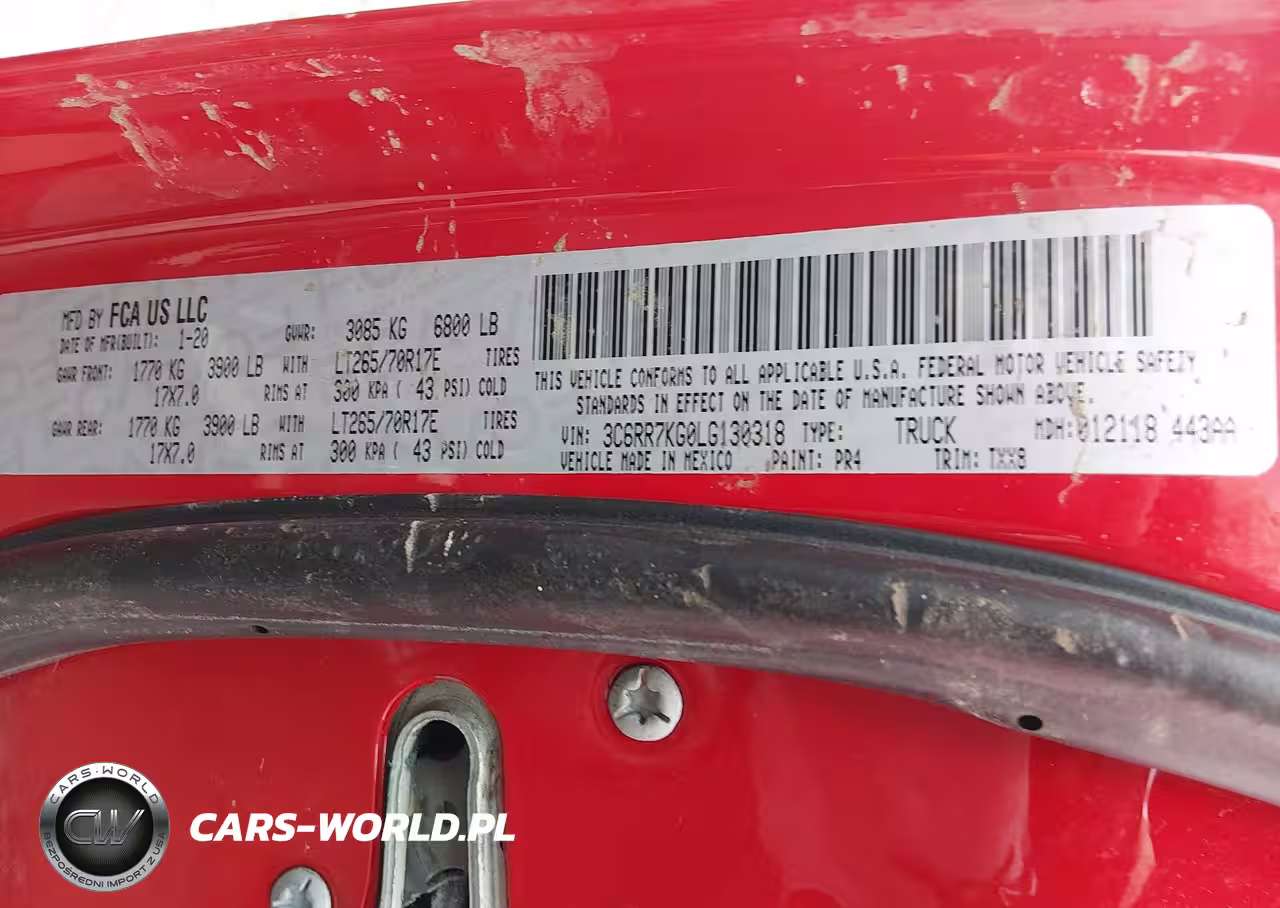 MFD BY FCA US LLC
DATE OF MFR(BUILT): 1-20 GVWR: 3085 KG 6800 LB
GAWR FRONT: 1770 KG 3900 LB WITH LT265/70R17E TIRES
17X7.0 RIMS AT 300 KPA ( 43 PSI) COLD
GAWR REAR: 1770 KG 3900 LB WITH LT265/70R17E TIRES
17X7.0 RIMS AT 300 KPA ( 43 PSI) COLD
THIS VEHICLE CONFORMS TO ALL APPLICABLE U.S.A. FEDERAL MOTOR VEHICLE SAFETY
STANDARDS IN EFFECT ON THE DATE OF MANUFACTURE SHOWN ABOVE.
VIN: 3C6RR7KG0LG130318 TYPE: TRUCK MDH:012118 443AA
VEHICLE MADE IN MEXICO PAINT: PR4 TRIM: TXX8
CARS-WORLD
CW
BEZPOŚREDNI IMPORT Z USA
CARS-WORLD.PL